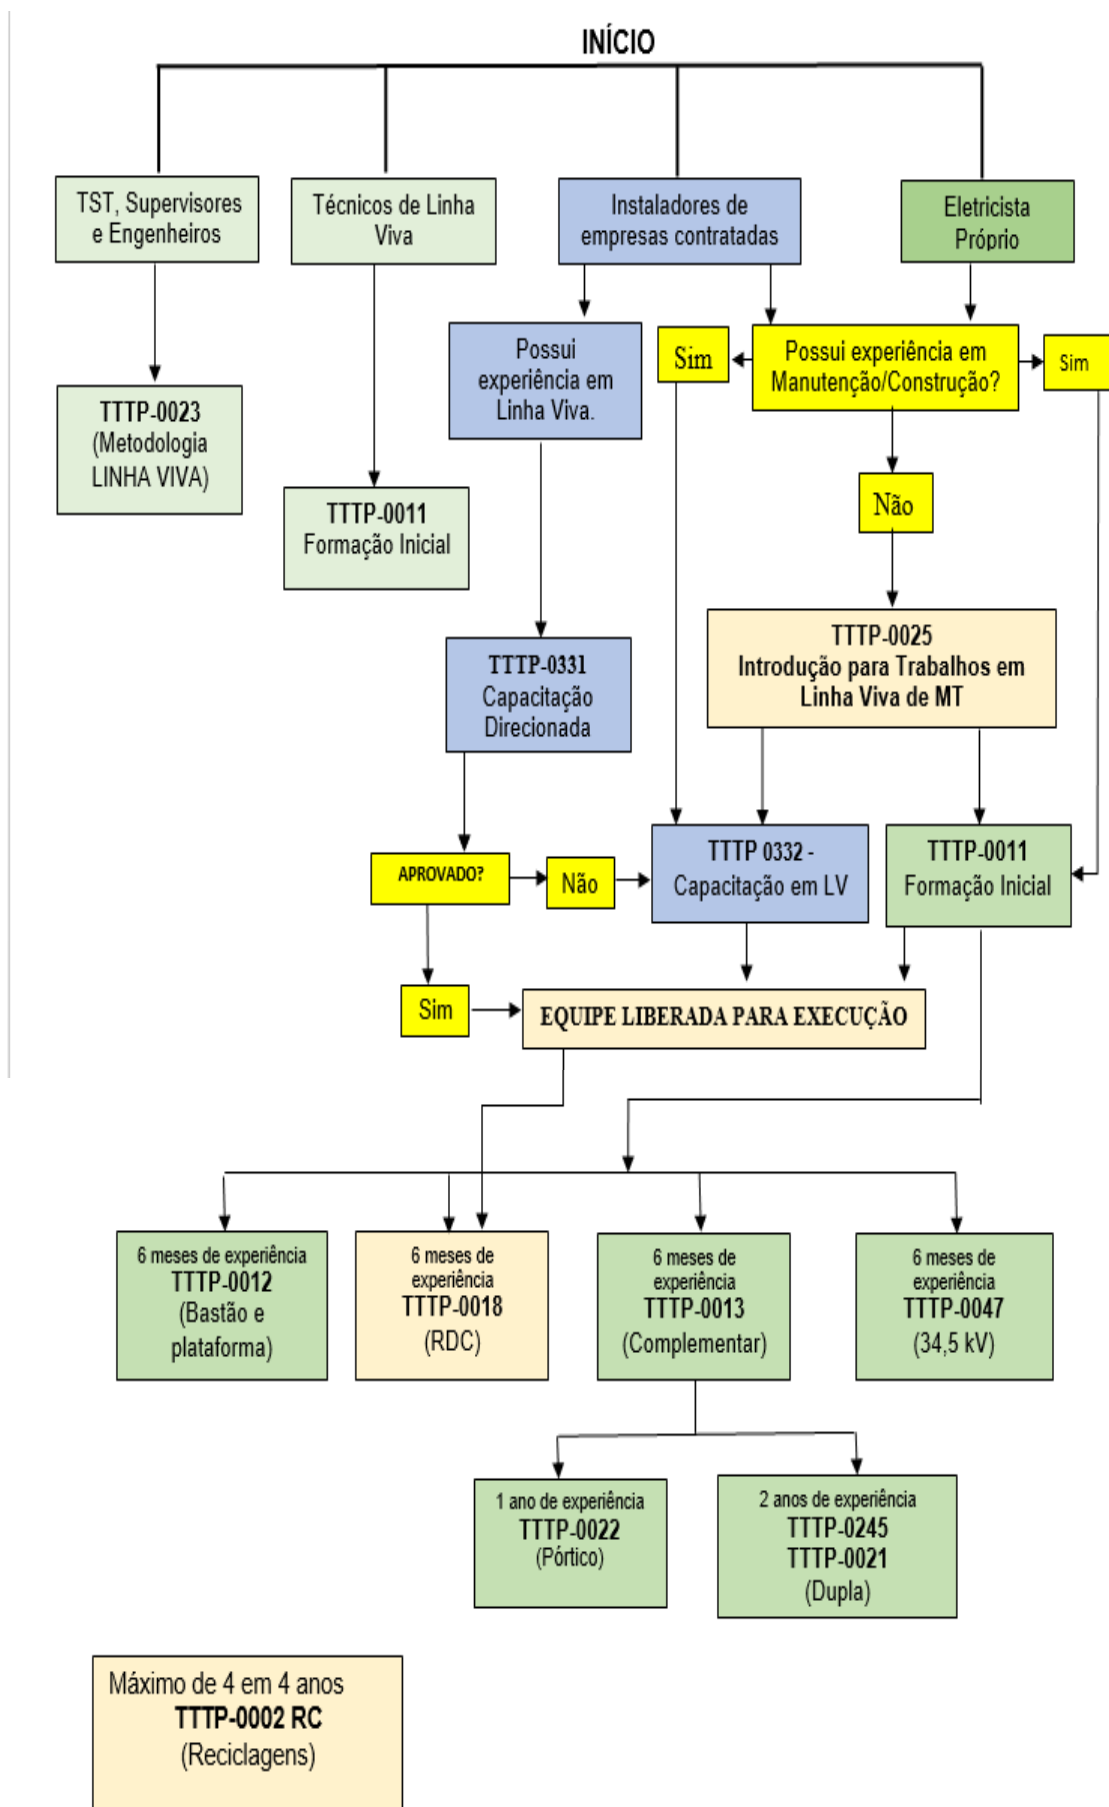 INÍCIO
TST, Supervisores
e Engenheiros
Técnicos de Linha
Viva
Instaladores de
empresas contratadas
Eletricista
Próprio
Possui
experiência em
Linha Viva.
Sim
Possui experiência em
Manutenção/Construção?
Sim
TTTP-0023
(Metodologia
LINHA VIVA)
TTTP-0011
Formação Inicial
Não
TTTP-0331
Capacitação
Direcionada
TTTP-0025
Introdução para Trabalhos em
Linha Viva de MT
APROVADO?
Não
TTTP 0332 -
Capacitação em LV
TTTP-0011
Formação Inicial
Sim
EQUIPE LIBERADA PARA EXECUÇÃO
6 meses de experiência
TTTP-0012
(Bastão e
plataforma)
6 meses de
experiência
TTTP-0018
(RDC)
6 meses de
experiência
TTTP-0013
(Complementar)
6 meses de
experiência
TTTP-0047
(34,5 kV)
1 ano de experiência
TTTP-0022
(Pórtico)
2 anos de experiência
TTTP-0245
TTTP-0021
(Dupla)
Máximo de 4 em 4 anos
TTTP-0002 RC
(Reciclagens)